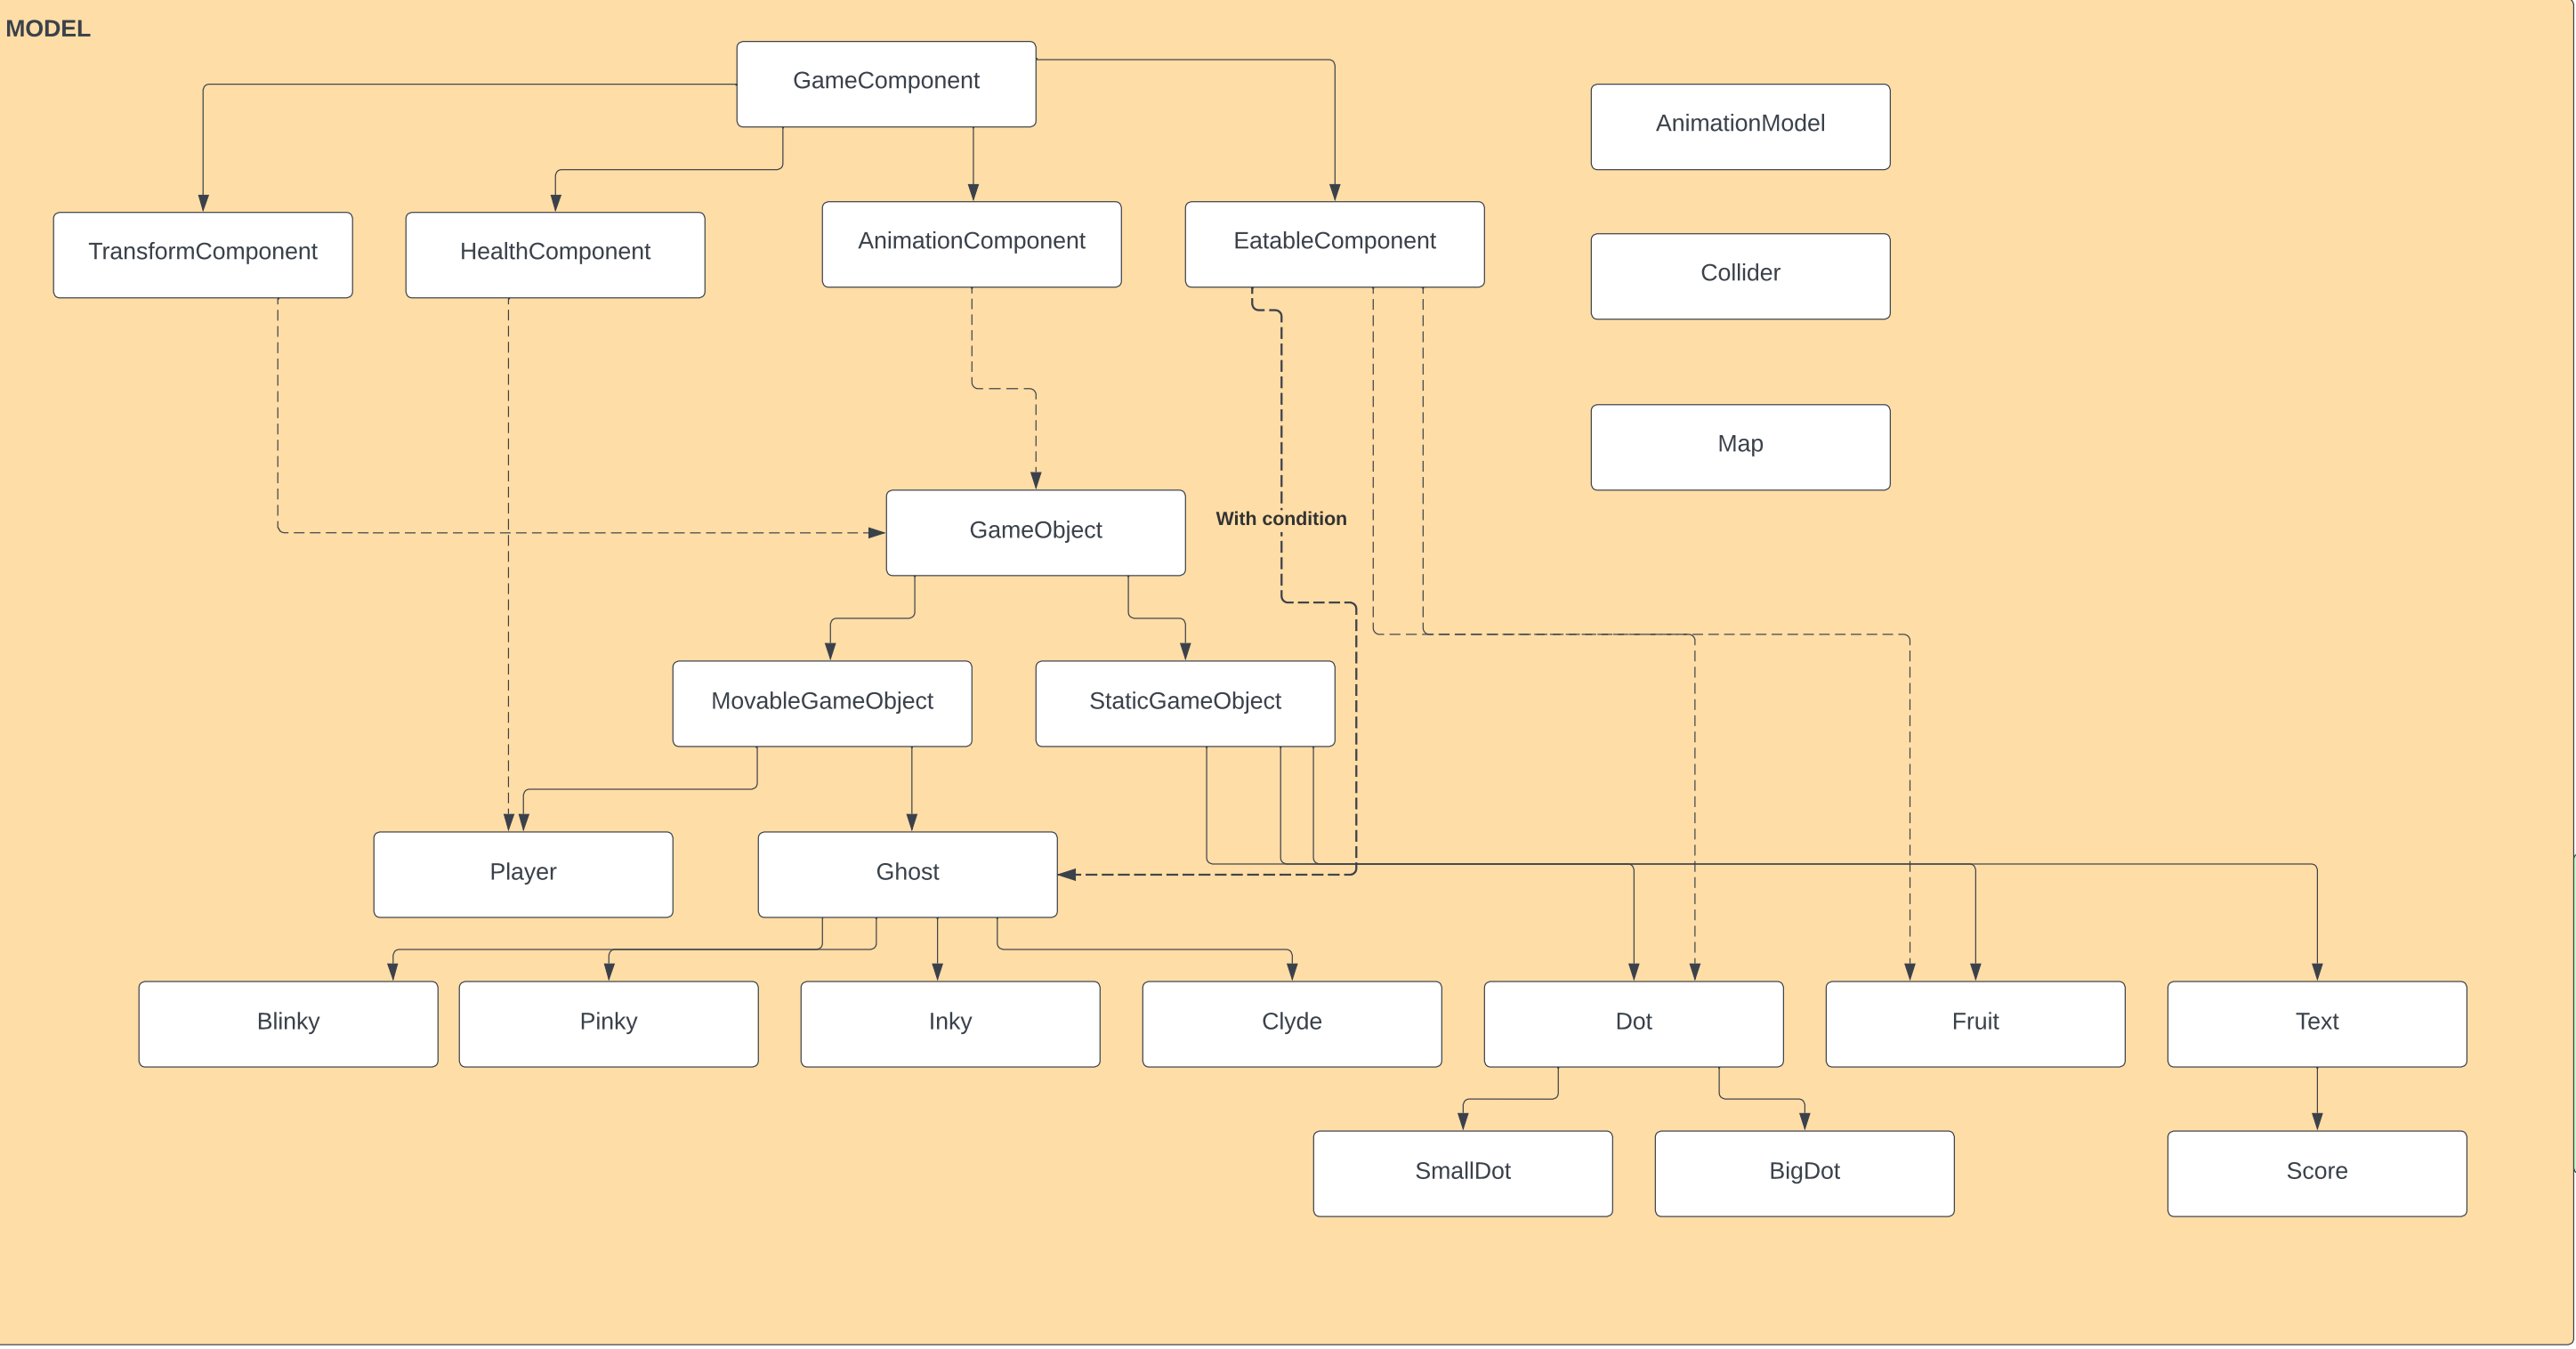 MODEL
GameComponent
AnimationModel
TransformComponent
HealthComponent
AnimationComponent
EatableComponent
Collider
Map
GameObject
With condition
MovableGameObject
StaticGameObject
Player
Ghost
Blinky
Pinky
Inky
Clyde
Dot
Fruit
Text
SmallDot
BigDot
Score